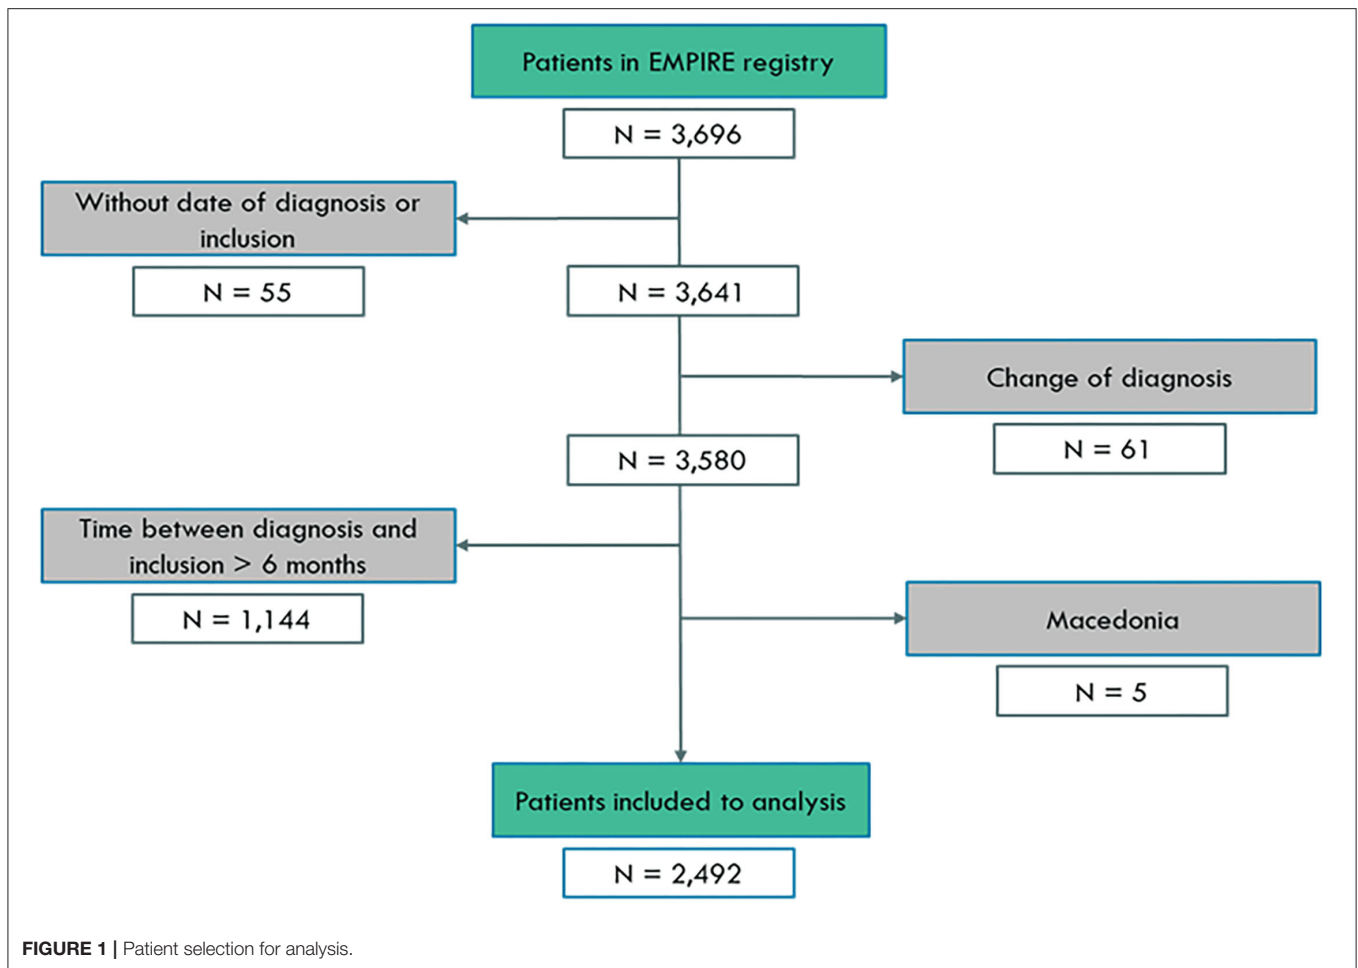 Patients in EMPIRE registry
N = 3,696
Without date of diagnosis or
inclusion
N = 55
N = 3,641
Change of diagnosis
N = 61
N = 3,580
Time between diagnosis and
inclusion > 6 months
N = 1,144
Macedonia
N = 5
Patients included to analysis
N = 2,492
FIGURE 1 | Patient selection for analysis.